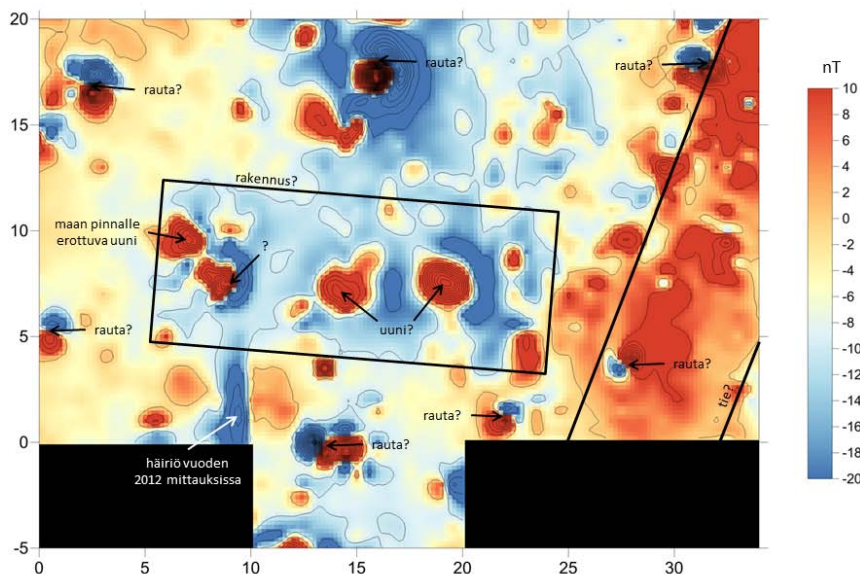 20
15
10
5
0
-5
0
5
10
15
20
25
30
rauta?
rauta?
rauta?
rakennus?
maan pinnalle
erottuva uuni
?
rauta?
uuni?
rauta?
rauta?
tie?
rauta?
häiriö vuoden
2012 mittauksissa
nT
10
8
6
4
2
0
-2
-4
-6
-8
-10
-12
-14
-16
-18
-20